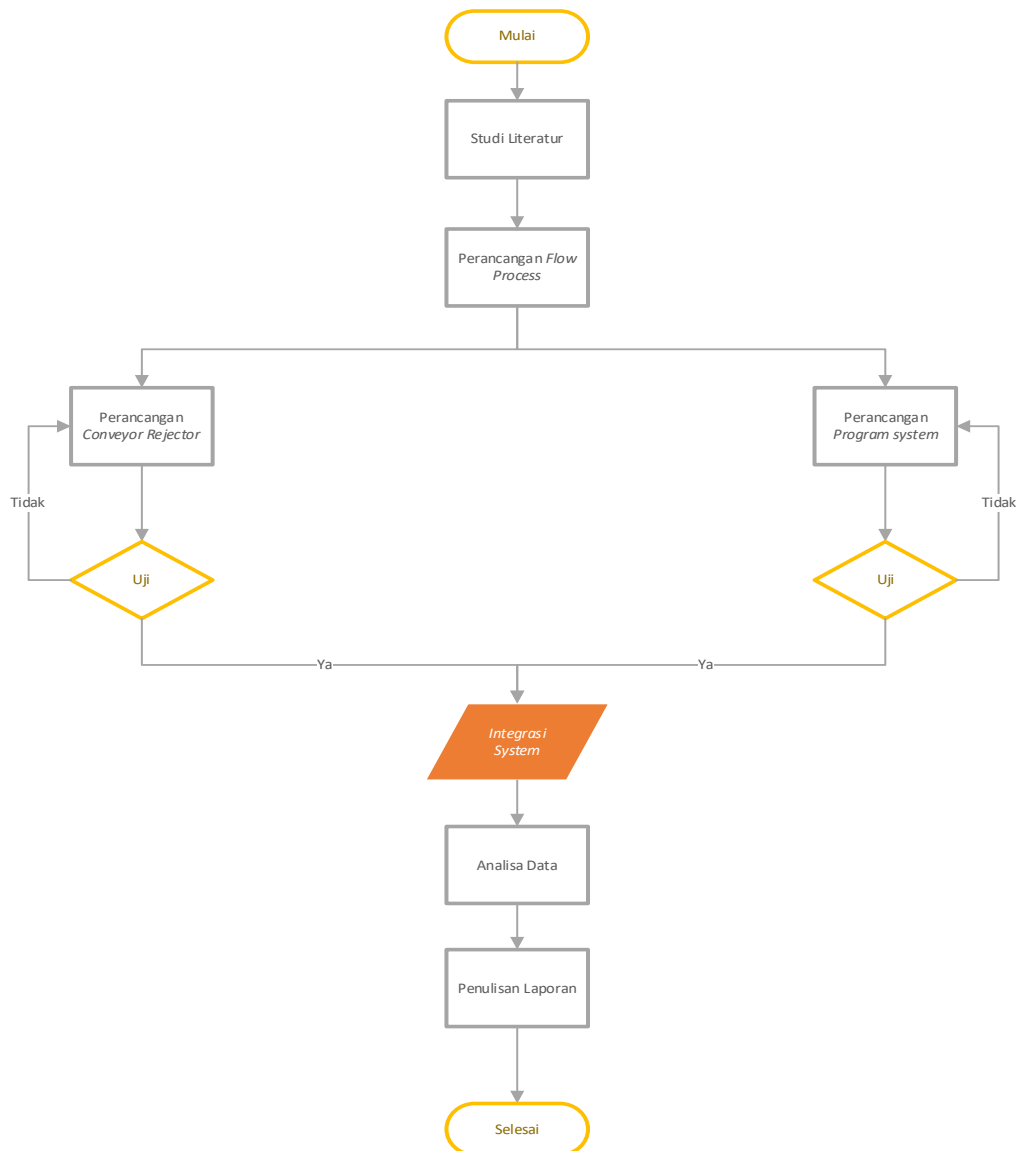 Mulai
Studi Literatur
Perancangan Flow
Process
Perancangan
Conveyor Rejector
Perancangan
Program system
Tidak
Tidak
Uji
Uji
Ya
Ya
Integrasi
System
Analisa Data
Penulisan Laporan
Selesai